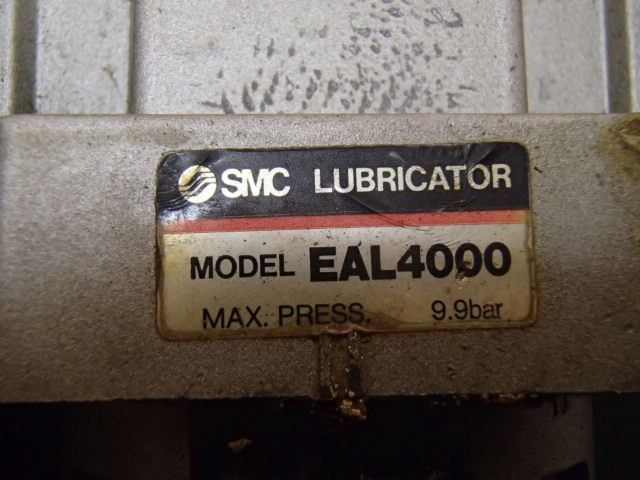 SMC LUBRICATOR
MODEL EAL4000
MAX. PRESS. 9.9bar